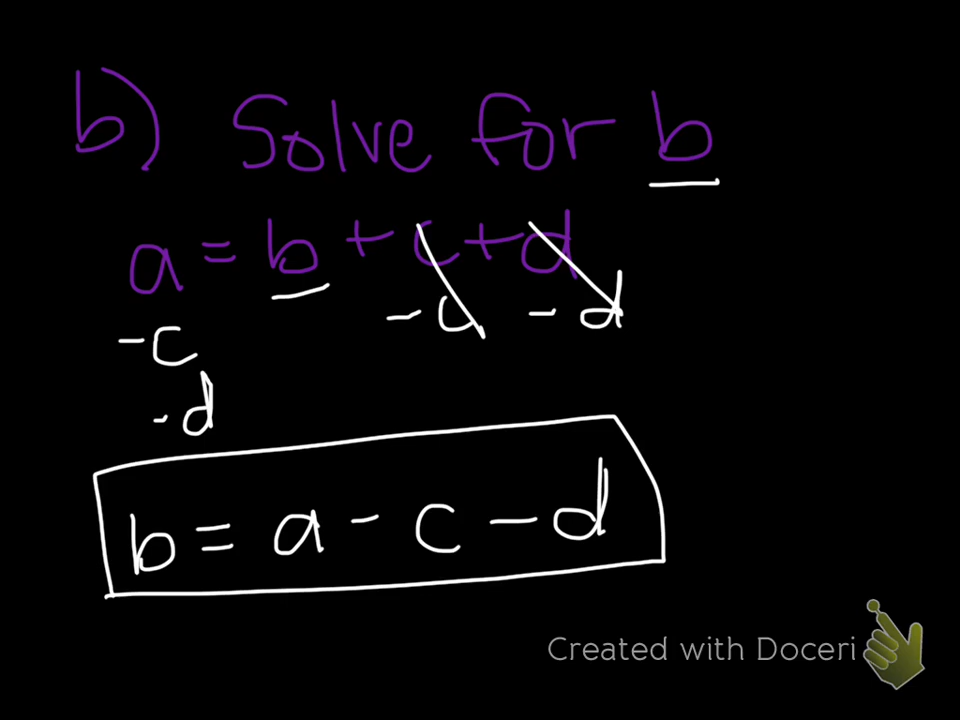 b) Solve for b
a = b + c + d
- c - d
- c
- d
b = a - c - d
Created with Doceri